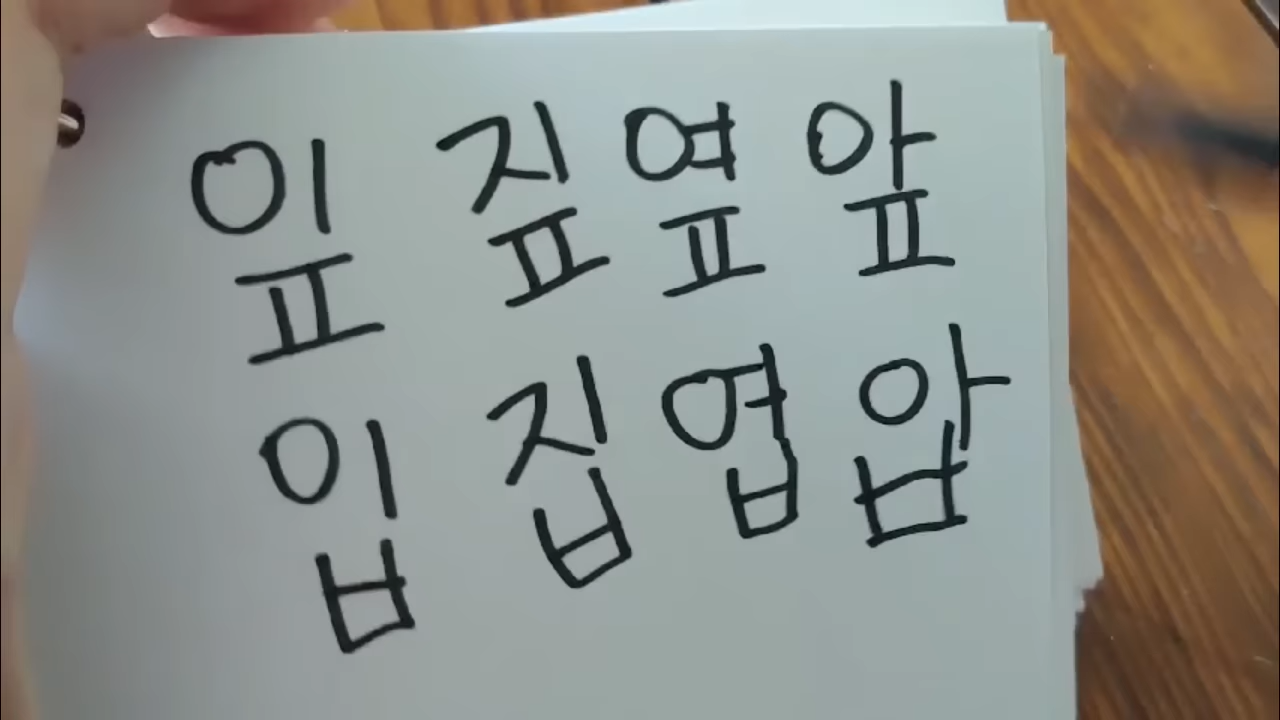 잎 짚 옆 앞
입 집 엽 압